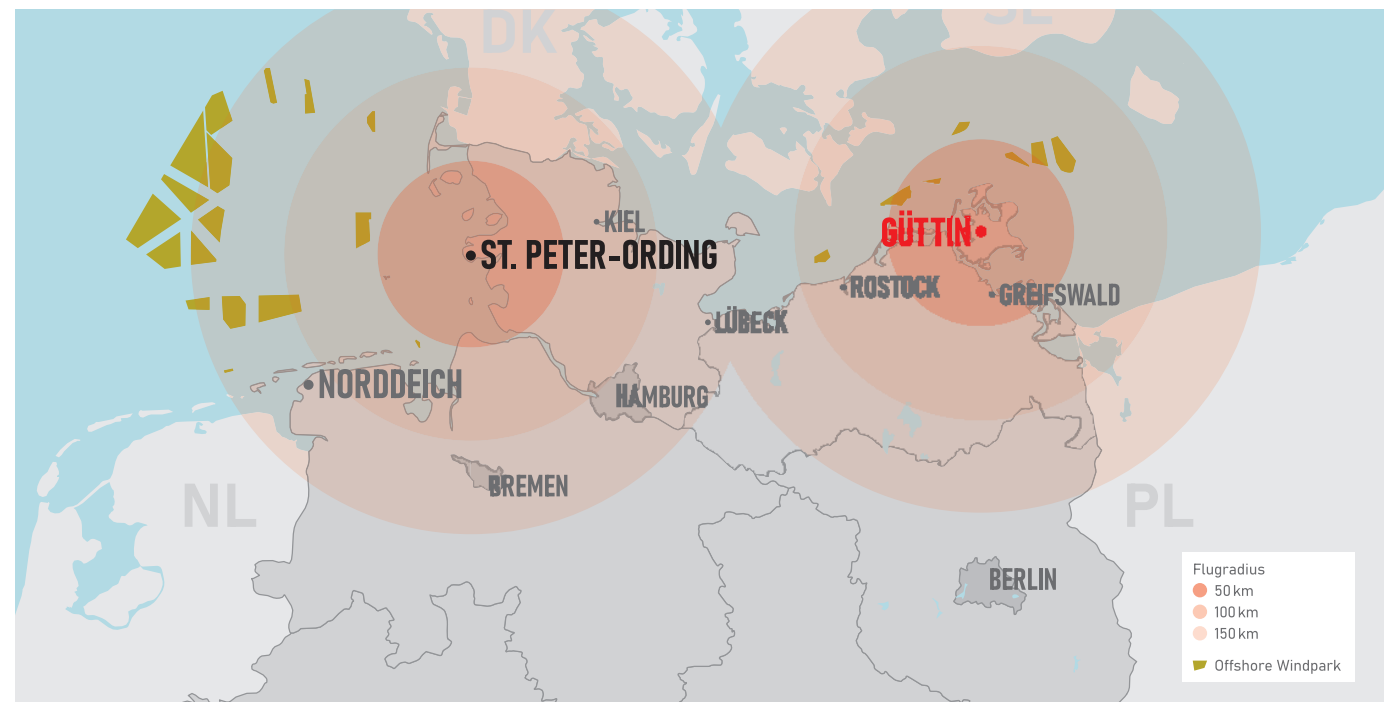 DK
SE
KIEL
GÜTTIN
ST. PETER-ORDING
ROSTOCK
GREIFSWALD
LÜBECK
NORDDEICH
HAMBURG
BREMEN
NL
PL
BERLIN
Flugradius
50 km
100 km
150 km
Offshore Windpark